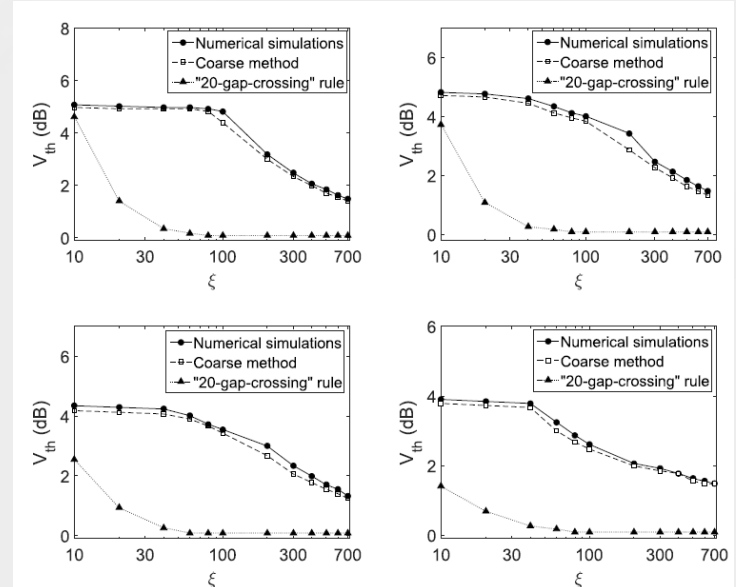 8
6
4
2
0
V_th (dB)
Numerical simulations
Coarse method
"20-gap-crossing" rule
10 30 100 300 700
ξ
6
4
2
0
V_th (dB)
Numerical simulations
Coarse method
"20-gap-crossing" rule
10 30 100 300 700
ξ
6
4
2
0
V_th (dB)
Numerical simulations
Coarse method
"20-gap-crossing" rule
10 30 100 300 700
ξ
6
4
2
0
V_th (dB)
Numerical simulations
Coarse method
"20-gap-crossing" rule
10 30 100 300 700
ξ